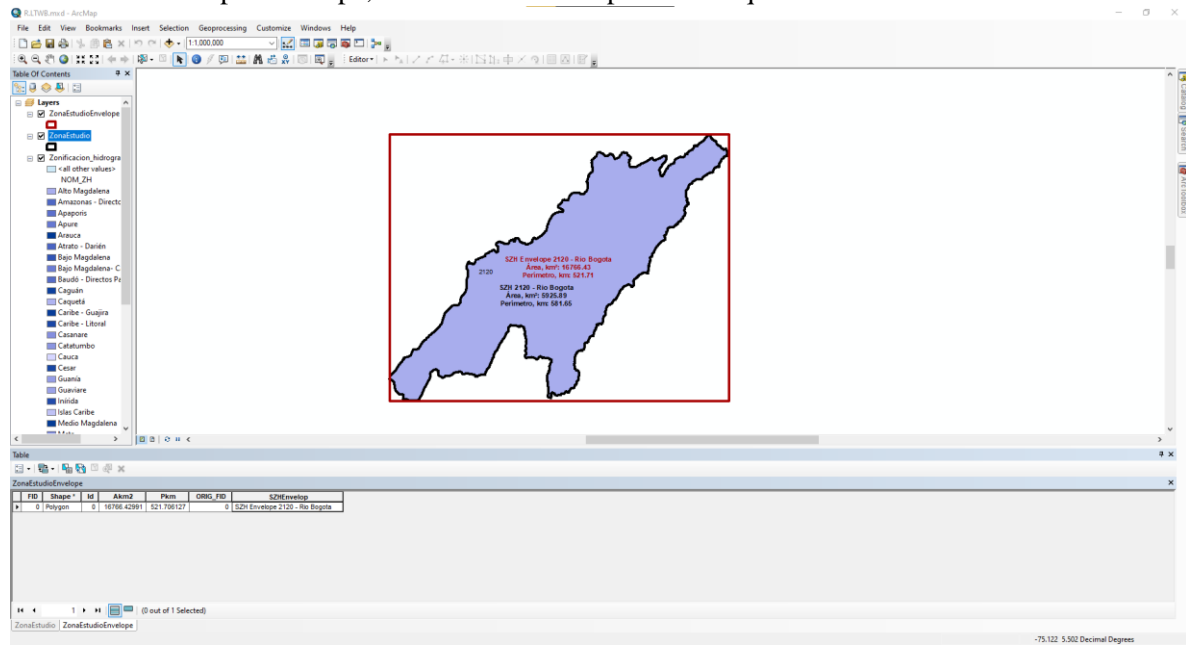 R.LTWB.mxd - ArcMap
File Edit View Bookmarks Insert Selection Geoprocessing Customize Windows Help
1:1.000.000
Editor
Table Of Contents
Layers
ZonaEstudioEnvelope
ZonaEstudio
Zonificacion_hidrogra
<all other values>
NOM_ZH
Alto Magdalena
Amazonas - Directo
Apaporis
Apure
Arauca
Atrato - Darién
Bajo Magdalena
Bajo Magdalena- C
Baudó - Directos Pa
Caguán
Caquetá
Caribe - Guajira
Caribe - Litoral
Casanare
Catatumbo
Cauca
Cesar
Guanía
Guaviare
Inírida
Islas Caribe
Medio Magdalena
SZH Envelope 2120 - Rio Bogota
Área, km²: 16766.43
Perímetro, km: 521.71
2120
SZH 2120 - Rio Bogota
Área, km²: 5925.89
Perímetro, km: 581.65
Catalog
Search
ArcToolbox
Table
ZonaEstudioEnvelope
FID Shape * Id Akm2 Pkm ORIG_FID SZHEnvelop
0 Polygon 0 16766.42991 521.706127 0 SZH Envelope 2120 - Rio Bogota
1 (0 out of 1 Selected)
ZonaEstudio ZonaEstudioEnvelope
-75.122 5.502 Decimal Degrees